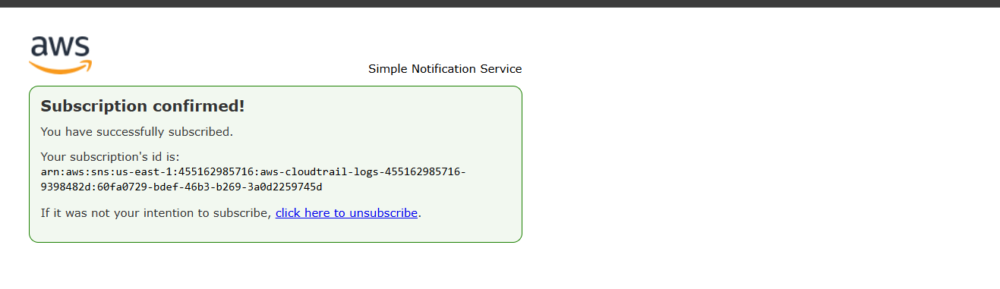 aws
Simple Notification Service
Subscription confirmed!
You have successfully subscribed.
Your subscription's id is:
arn:aws:sns:us-east-1:455162985716:aws-cloudtrail-logs-455162985716-
9398482d:60fa0729-bdef-46b3-b269-3a0d2259745d
If it was not your intention to subscribe, click here to unsubscribe.